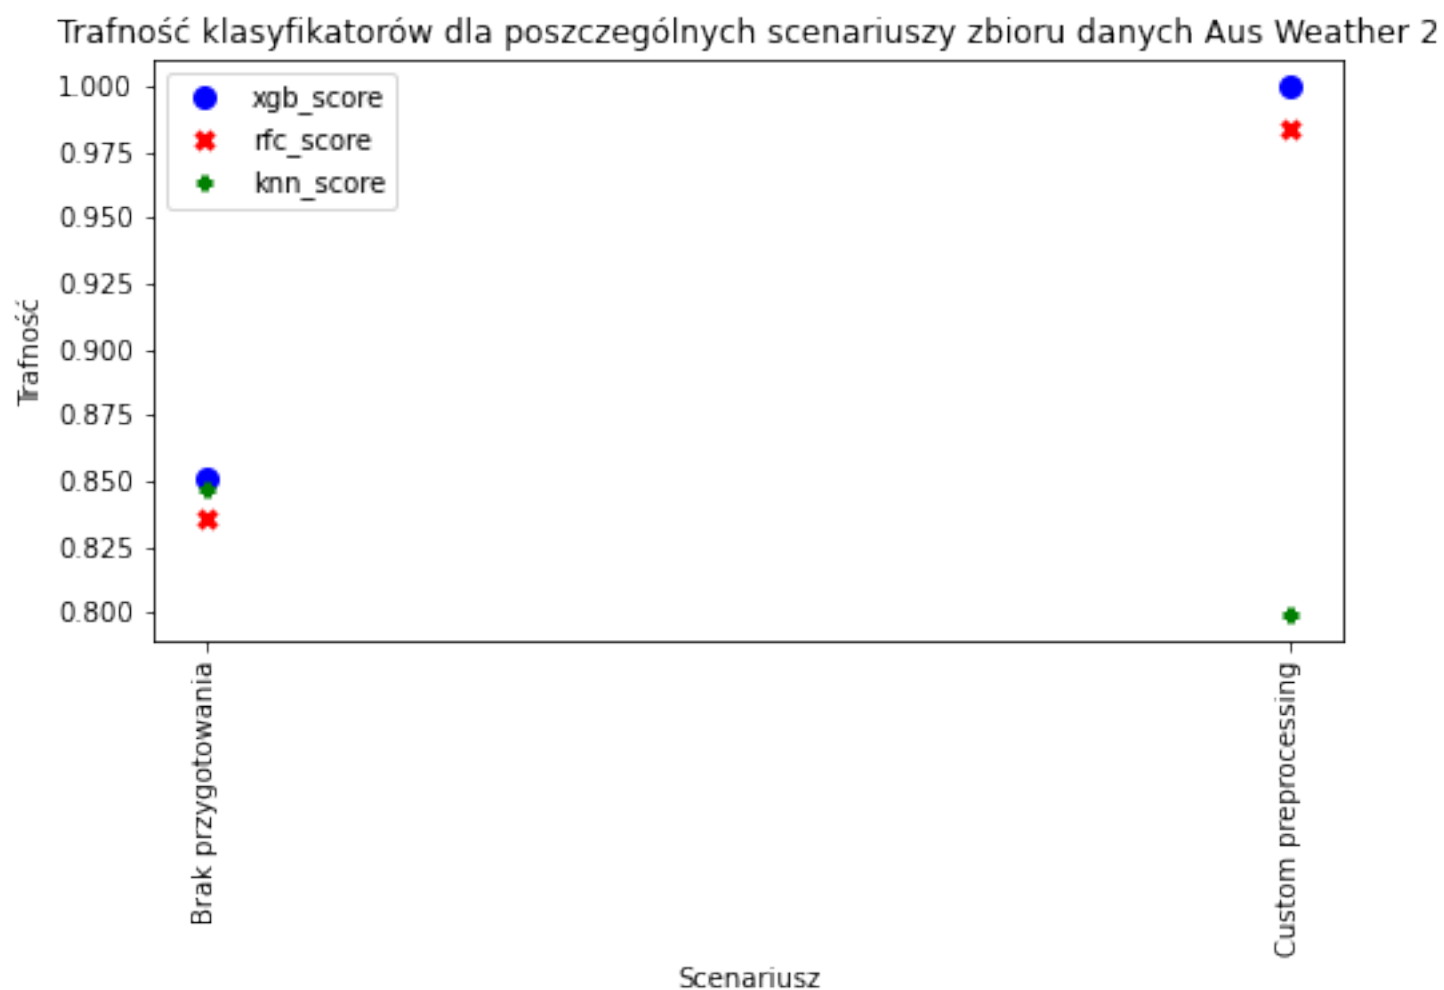 Trafność klasyfikatorów dla poszczególnych scenariuszy zbioru danych Aus Weather 2
xgb_score
rfc_score
knn_score
1.000
0.975
0.950
0.925
0.900
0.875
0.850
0.825
0.800
Trafność
Brak przygotowania
Custom preprocessing
Scenariusz